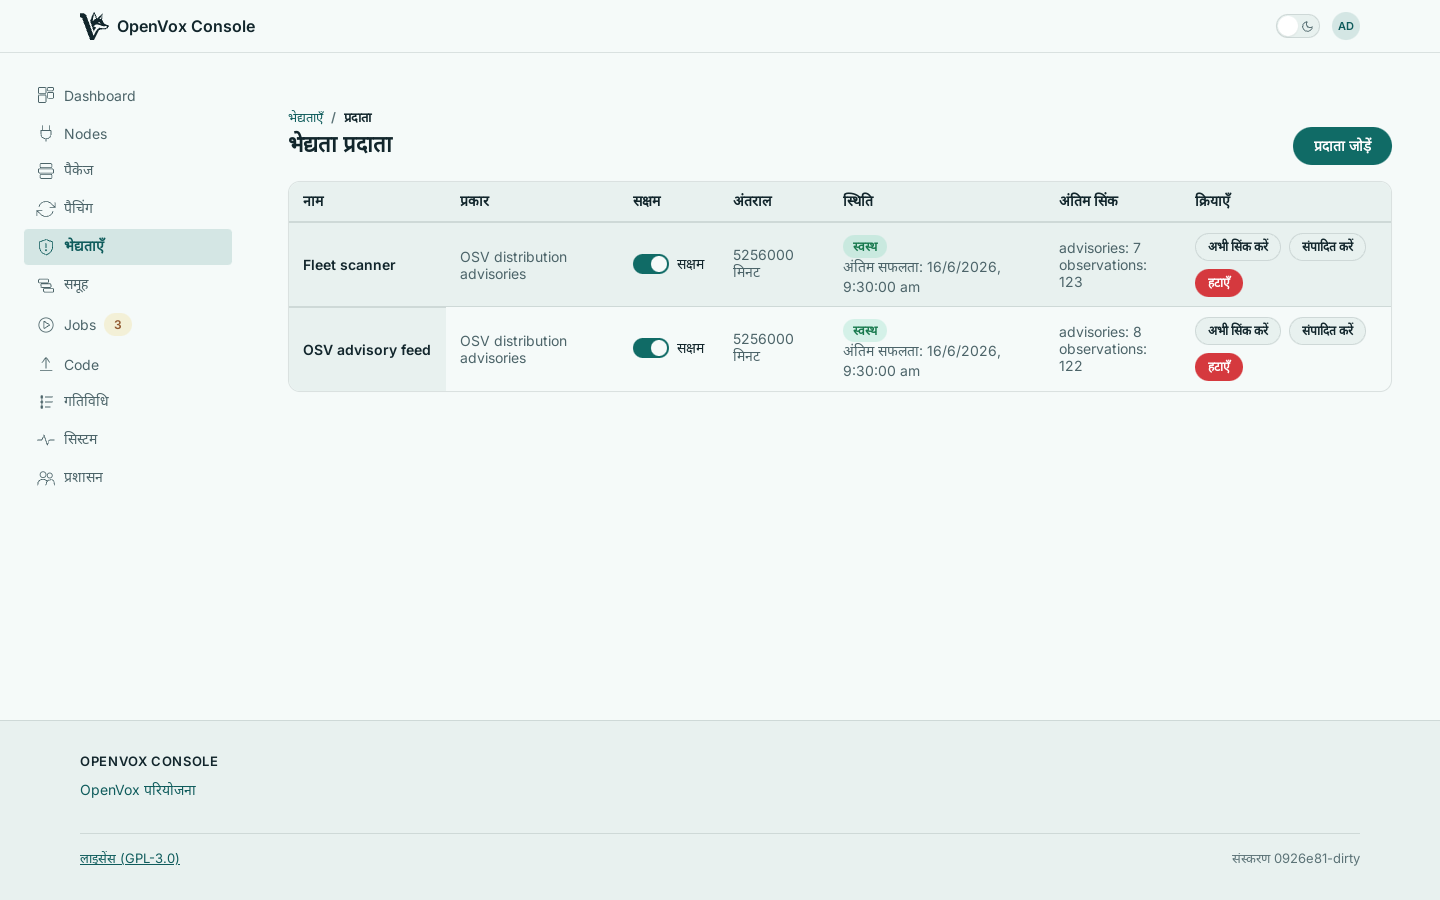 OpenVox Console
AD
Dashboard
Nodes
पैकेज
पैचिंग
भेद्यताएँ
समूह
Jobs 3
Code
गतिविधि
सिस्टम
प्रशासन
भेद्यताएँ / प्रदाता
भेद्यता प्रदाता
प्रदाता जोड़ें
नाम प्रकार सक्षम अंतराल स्थिति अंतिम सिंक क्रियाएँ
Fleet scanner
OSV distribution
advisories
सक्षम
5256000
मिनट
स्वस्थ
अंतिम सफलता: 16/6/2026,
9:30:00 am
advisories: 7
observations:
123
अभी सिंक करें संपादित करें
हटाएँ
OSV advisory feed
OSV distribution
advisories
सक्षम
5256000
मिनट
स्वस्थ
अंतिम सफलता: 16/6/2026,
9:30:00 am
advisories: 8
observations:
122
अभी सिंक करें संपादित करें
हटाएँ
OPENVOX CONSOLE
OpenVox परियोजना
लाइसेंस (GPL-3.0)
संस्करण 0926e81-dirty